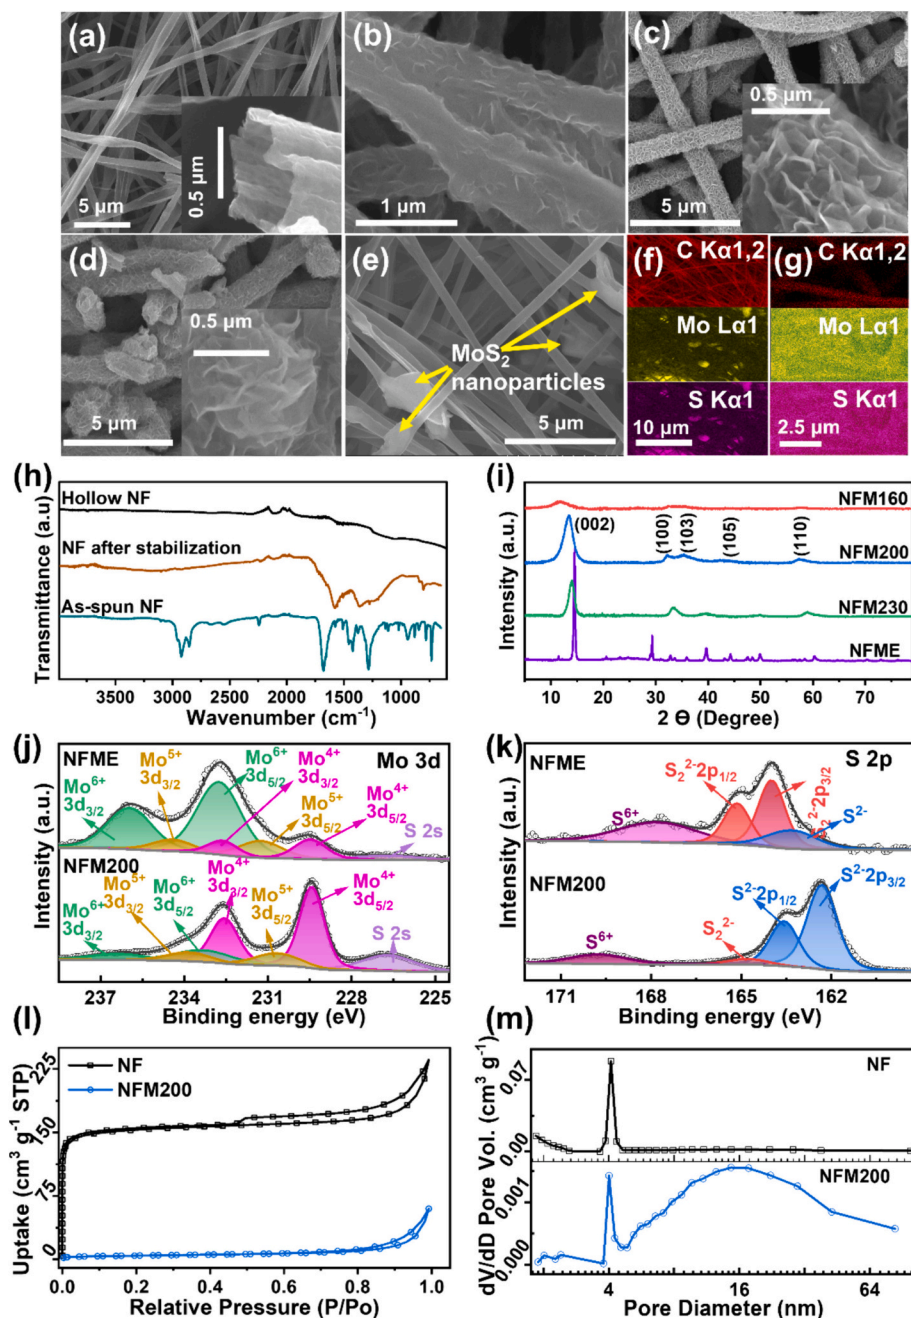 (a)
5 µm
0.5 µm
(b)
1 µm
(c)
0.5 µm
5 µm
(d)
0.5 µm
5 µm
(e)
MoS2
nanoparticles
5 µm
(f)
C Kα1,2
Mo Lα1
S Kα1
10 µm
(g)
C Kα1,2
Mo Lα1
S Kα1
2.5 µm
(h)
Transmittance (a.u)
Hollow NF
NF after stabilization
As-spun NF
3500 3000 2500 2000 1500 1000
Wavenumber (cm-1)
(i)
Intensity (a.u.)
NFM160
(002)
(100)
(103)
(105)
(110)
NFM200
NFM230
NFME
10 20 30 40 50 60 70
2 Θ (Degree)
(j)
Intensity (a.u.)
NFME
Mo 3d
Mo6+
3d3/2
Mo5+
3d3/2
Mo6+
3d5/2
Mo4+
3d3/2
Mo5+
3d5/2
Mo4+
3d5/2
S 2s
NFM200
Mo6+
3d3/2
Mo5+
3d3/2
Mo6+
3d5/2
Mo4+
3d3/2
Mo5+
3d5/2
Mo4+
3d5/2
S 2s
237 234 231 228 225
Binding energy (eV)
(k)
Intensity (a.u.)
NFME
S 2p
S6+
S22-2p1/2
S22-2p3/2
S2-
NFM200
S6+
S22-
S2-2p1/2
S2-2p3/2
171 168 165 162
Binding energy (eV)
(l)
Uptake (cm3 g-1 STP)
NF
NFM200
225
150
75
0
0.0 0.2 0.4 0.6 0.8 1.0
Relative Pressure (P/Po)
(m)
dV/dD Pore Vol. (cm3 g-1)
NF
0.07
0.00
NFM200
0.001
0.000
4 16 64
Pore Diameter (nm)